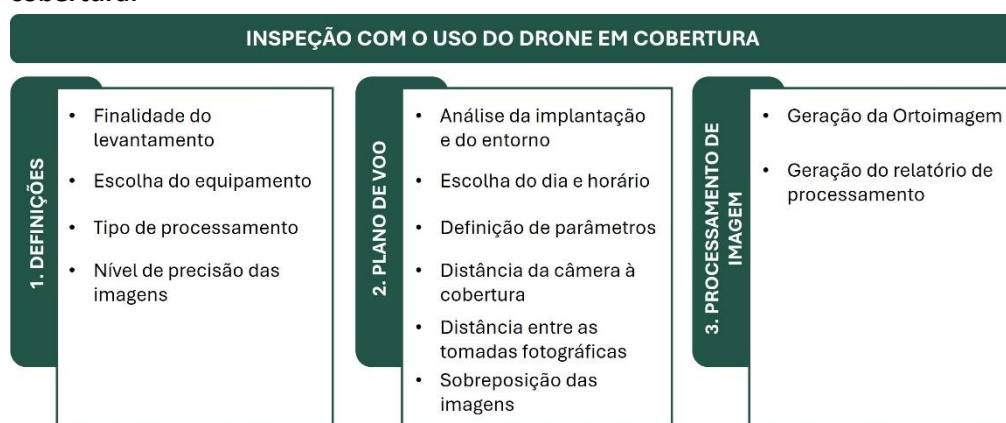 INSPEÇÃO COM O USO DO DRONE EM COBERTURA
1. DEFINIÇÕES
• Finalidade do
levantamento
• Escolha do equipamento
• Tipo de processamento
• Nível de precisão das
imagens
2. PLANO DE VOO
• Análise da implantação
e do entorno
• Escolha do dia e horário
• Definição de parâmetros
• Distância da câmera à
cobertura
• Distância entre as
tomadas fotográficas
• Sobreposição das
imagens
3. PROCESSAMENTO DE
IMAGEM
• Geração da Ortoimagem
• Geração do relatório de
processamento